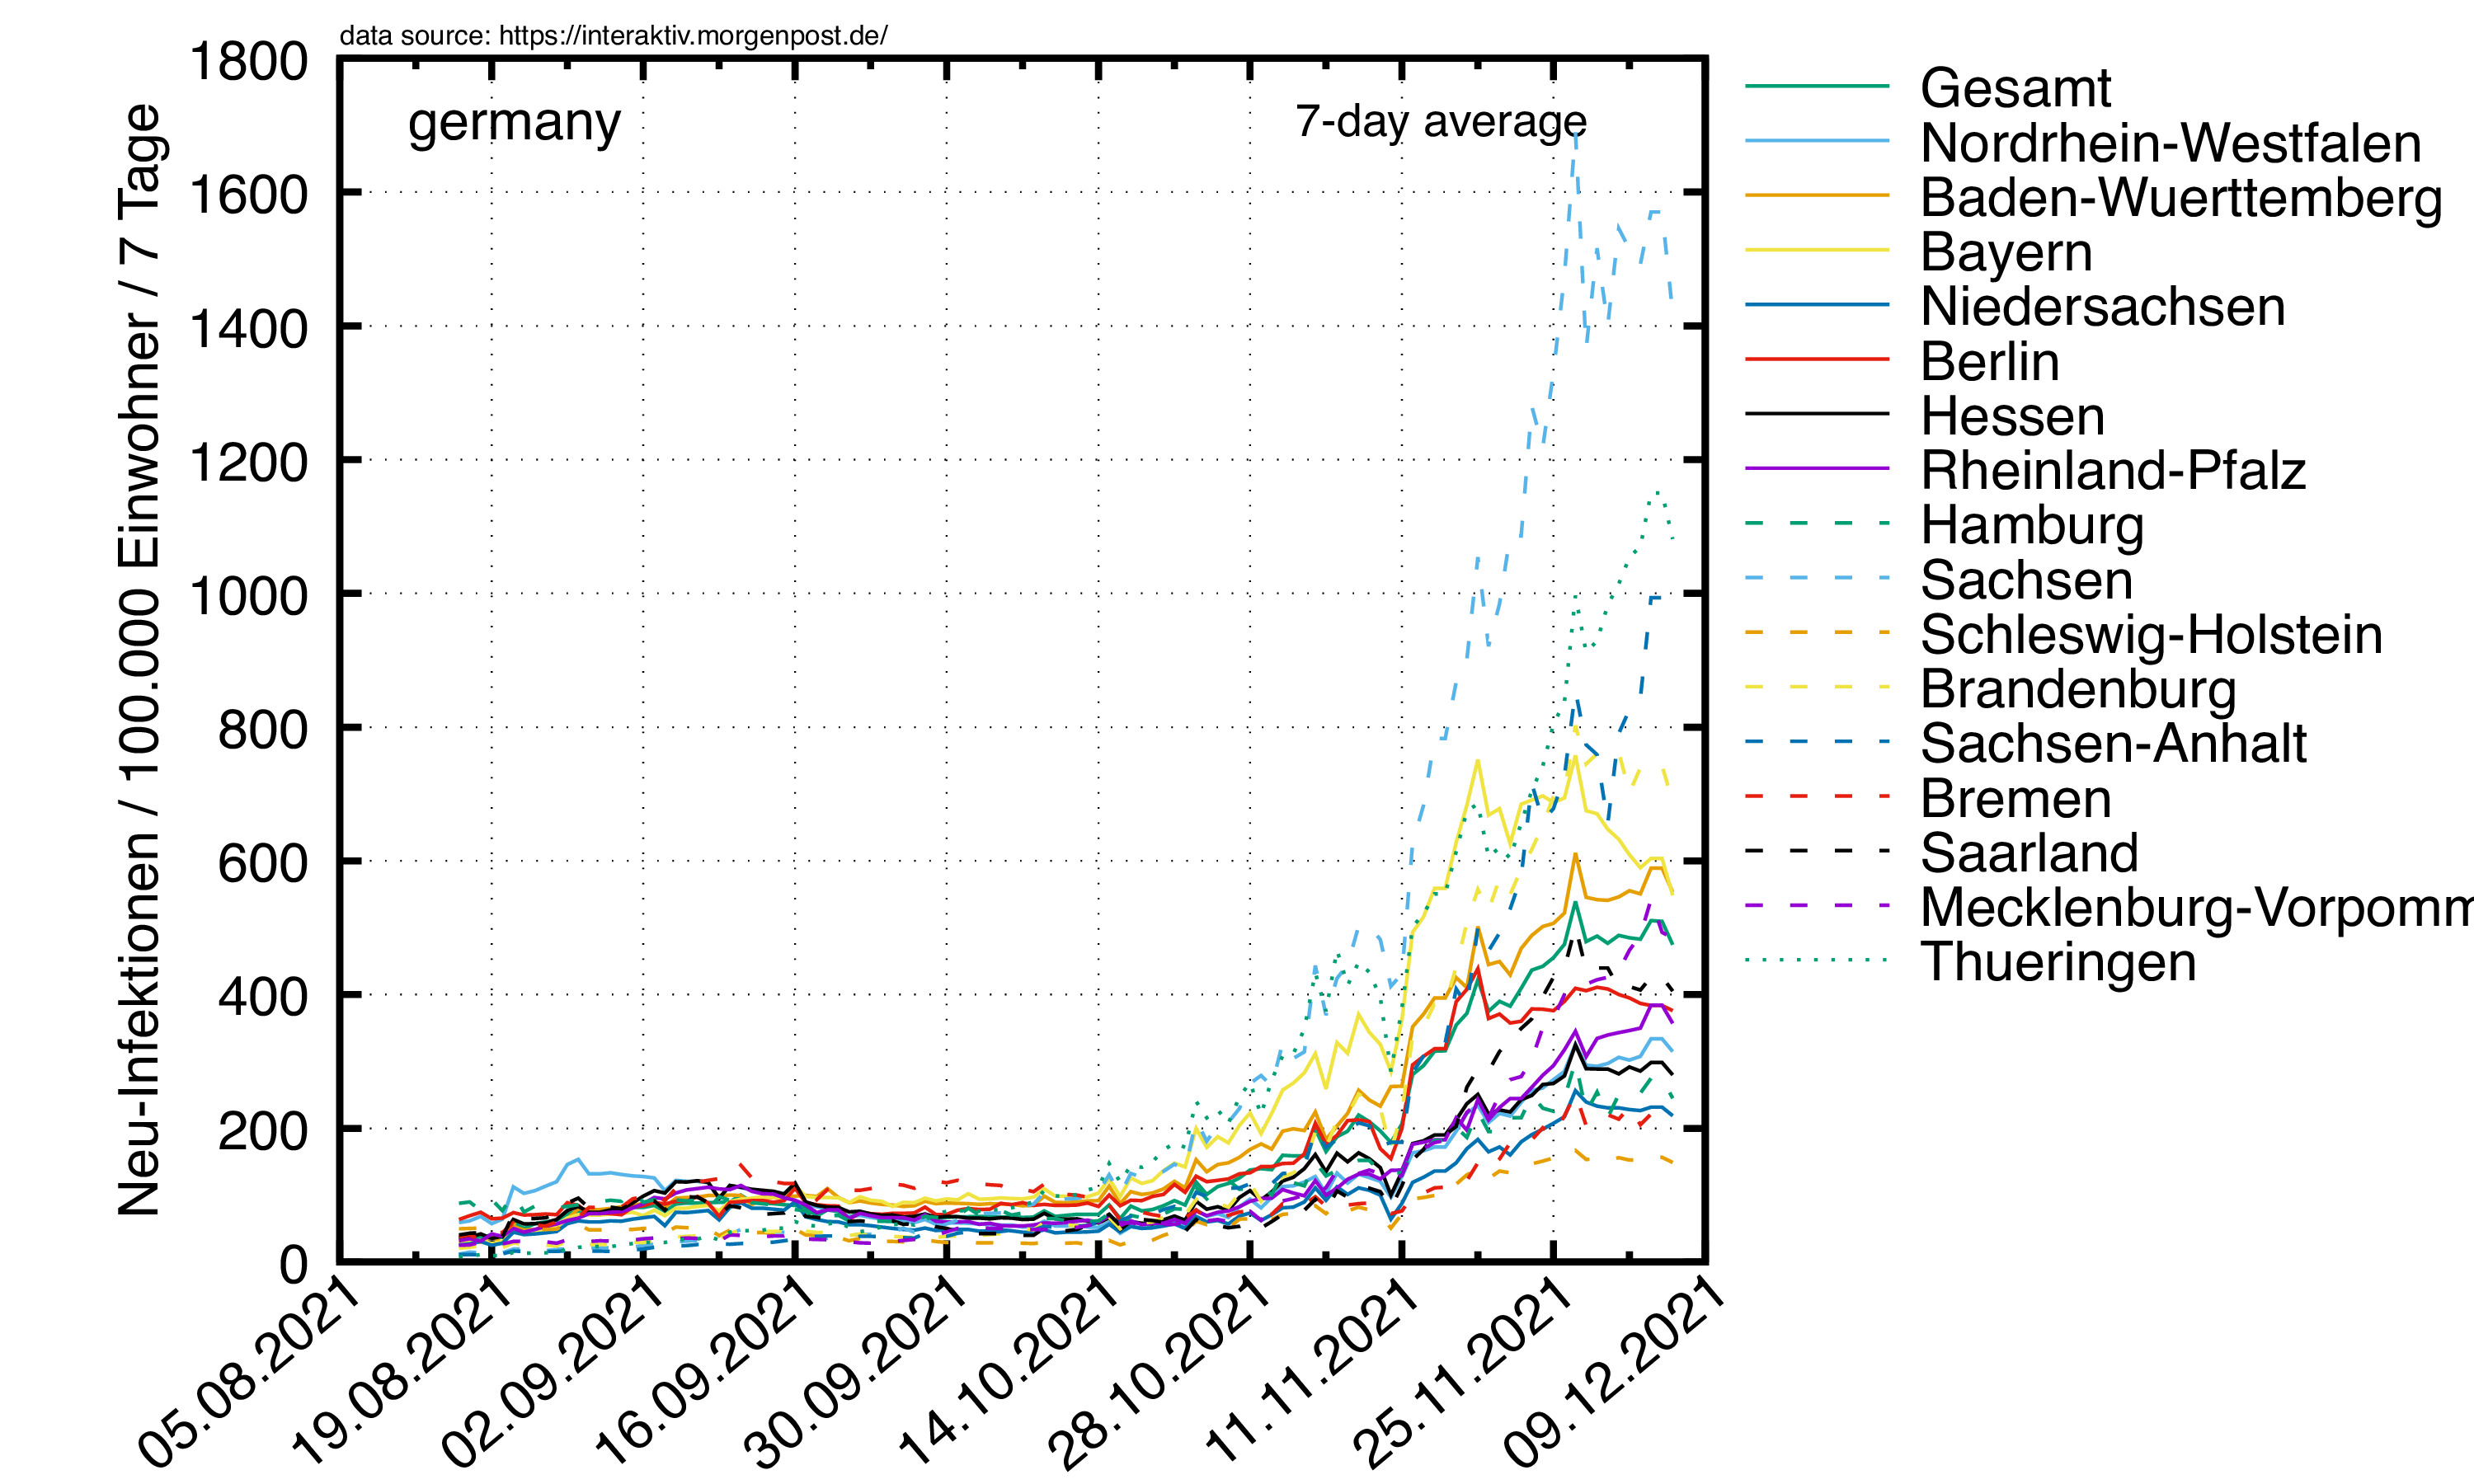 data source: https://interaktiv.morgenpost.de/
germany
7-day average
Neu-Infektionen / 100.000 Einwohner / 7 Tage
1800
1600
1400
1200
1000
800
600
400
200
0
05.08.2021
19.08.2021
02.09.2021
16.09.2021
30.09.2021
14.10.2021
28.10.2021
11.11.2021
25.11.2021
09.12.2021
Gesamt
Nordrhein-Westfalen
Baden-Wuerttemberg
Bayern
Niedersachsen
Berlin
Hessen
Rheinland-Pfalz
Hamburg
Sachsen
Schleswig-Holstein
Brandenburg
Sachsen-Anhalt
Bremen
Saarland
Mecklenburg-Vorpomm
Thueringen